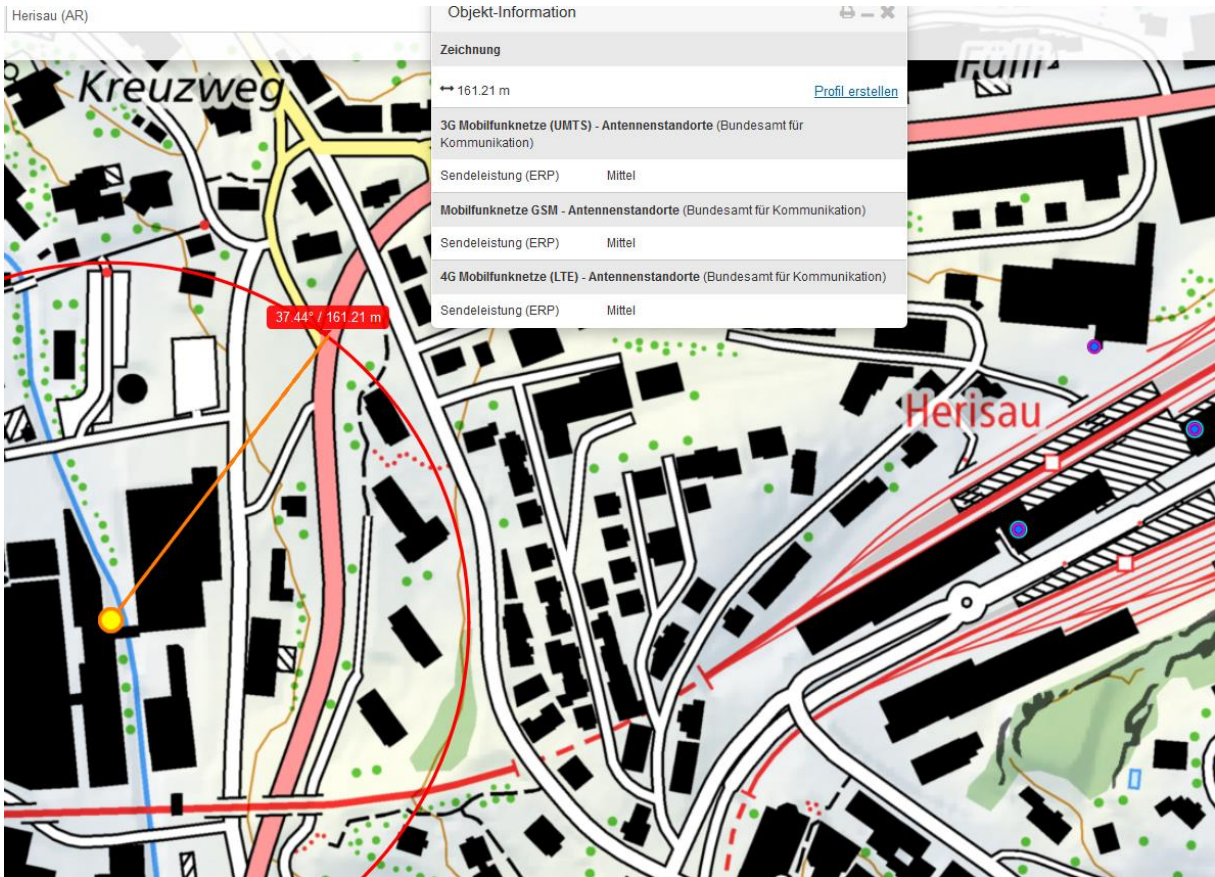 Herisau (AR)
Objekt-Information
Zeichnung
↔ 161.21 m
Profil erstellen
3G Mobilfunknetze (UMTS) - Antennenstandorte (Bundesamt für
Kommunikation)
Sendeleistung (ERP) Mittel
Mobilfunknetze GSM - Antennenstandorte (Bundesamt für Kommunikation)
Sendeleistung (ERP) Mittel
4G Mobilfunknetze (LTE) - Antennenstandorte (Bundesamt für Kommunikation)
Sendeleistung (ERP) Mittel
Kreuzweg
Fülli
37.44° / 161.21 m
Herisau